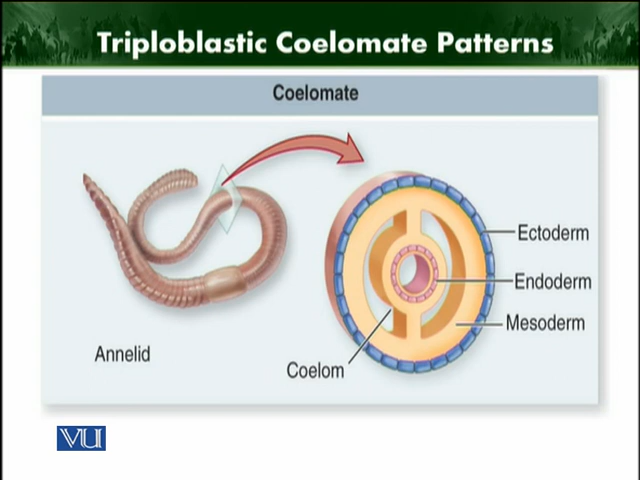 Triploblastic Coelomate Patterns
Coelomate
Ectoderm
Endoderm
Mesoderm
Coelom
Annelid
VU